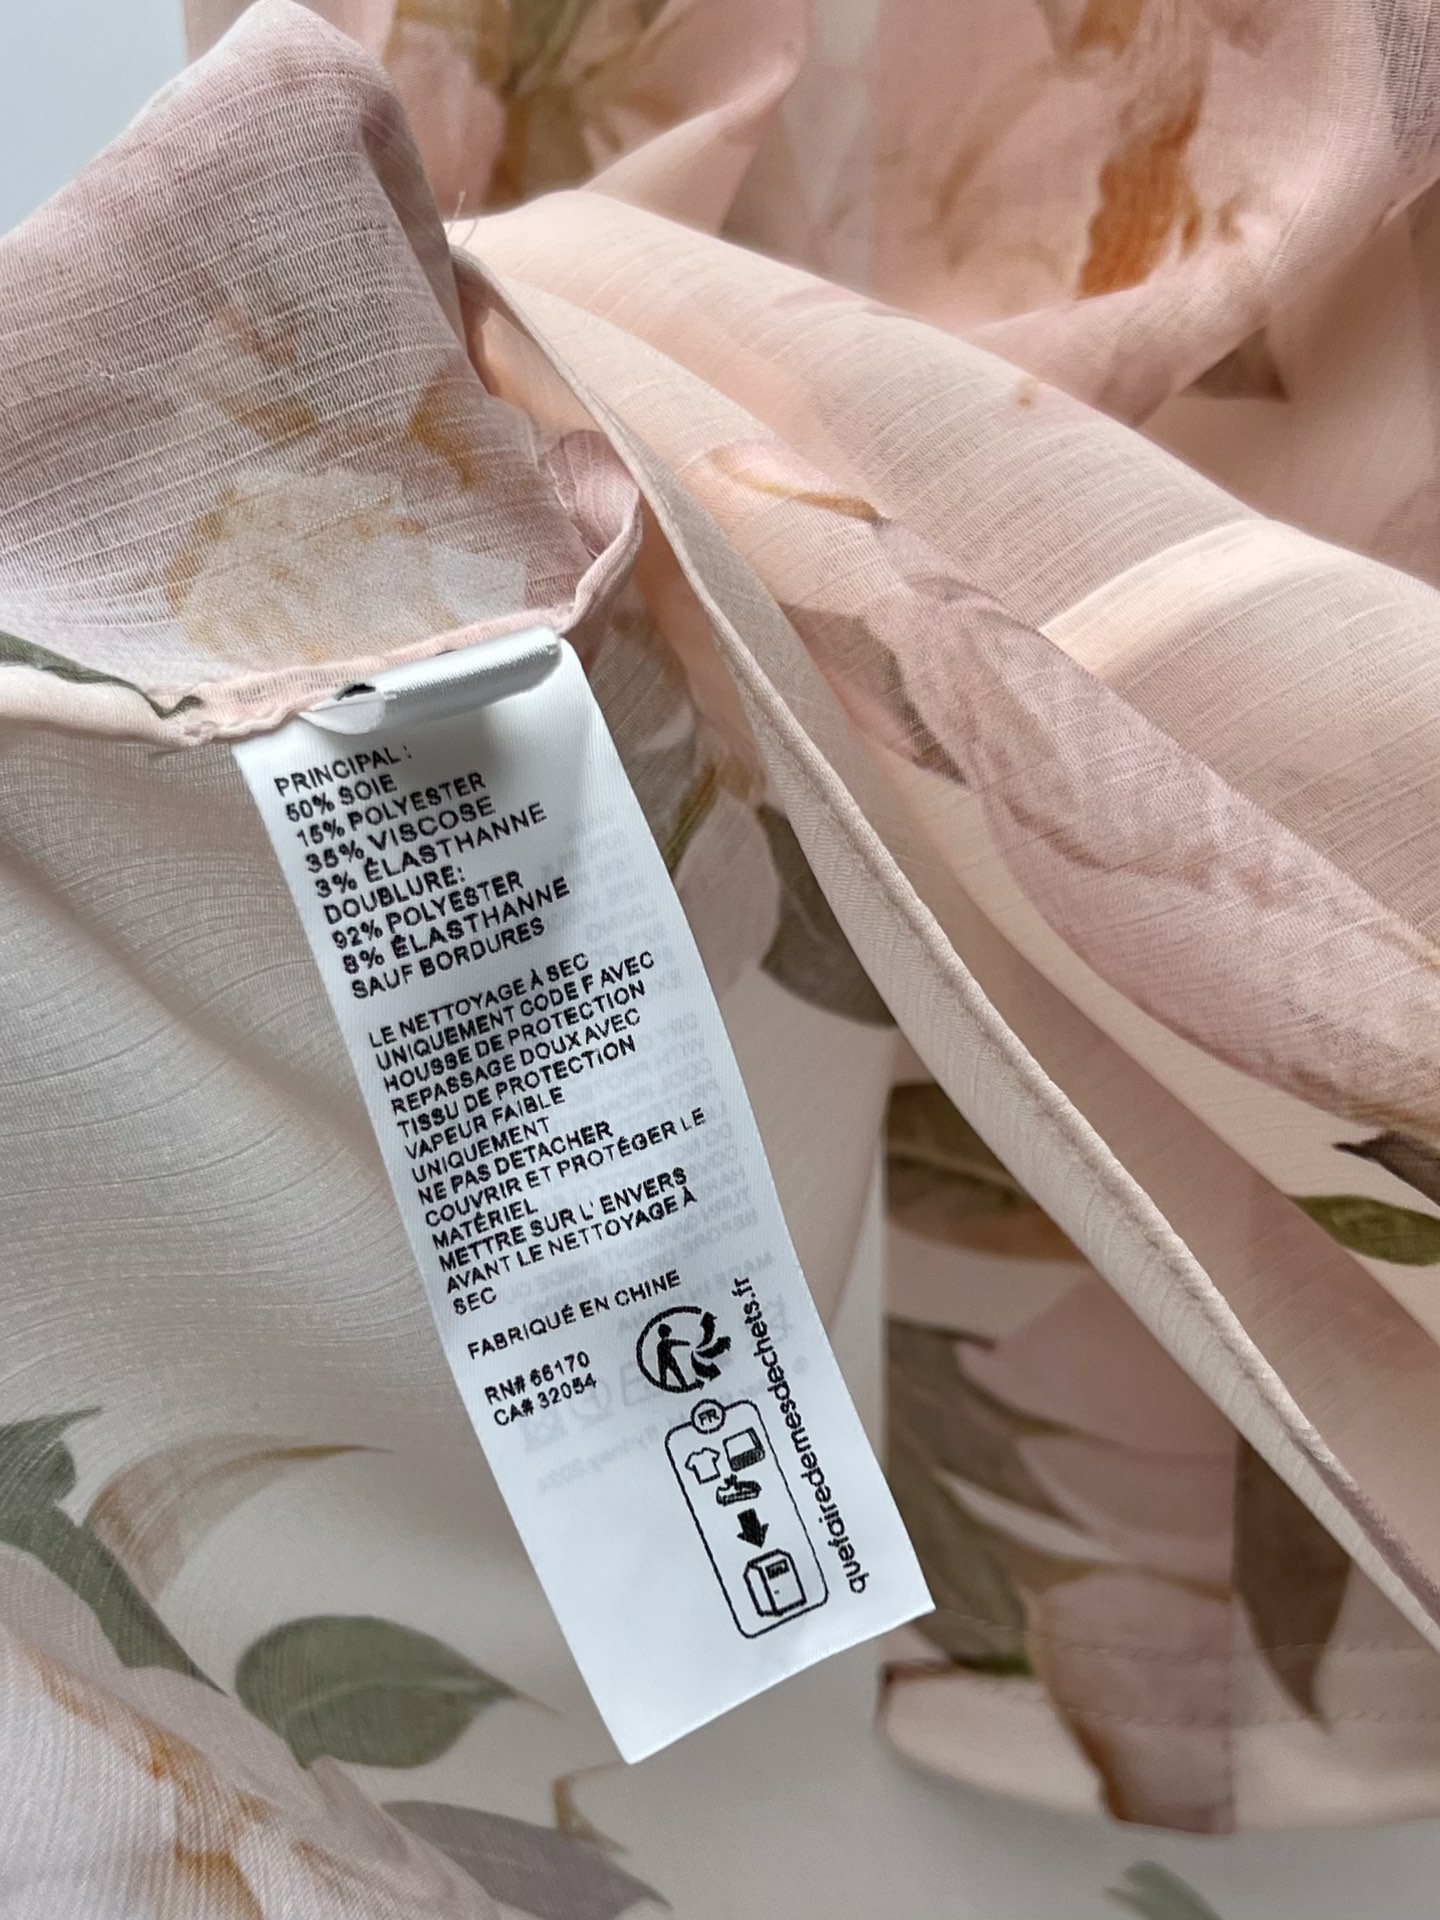 PRINCIPAL :
50% SOIE
15% POLYESTER
35% VISCOSE
3% ÉLASTHANNE
DOUBLURE:
92% POLYESTER
8% ÉLASTHANNE
SAUF BORDURES
LE NETTOYAGE À SEC
UNIQUEMENT CODE F AVEC
HOUSSE DE PROTECTION
REPASSAGE DOUX AVEC
TISSU DE PROTECTION
VAPEUR FAIBLE
UNIQUEMENT
NE PAS DETACHER
COUVRIR ET PROTÉGER LE
MATÉRIEL
METTRE SUR L' ENVERS
AVANT LE NETTOYAGE À
SEC
FABRIQUÉ EN CHINE
RN# 66170
CA# 32054
FR
quefairedemesdechets.fr